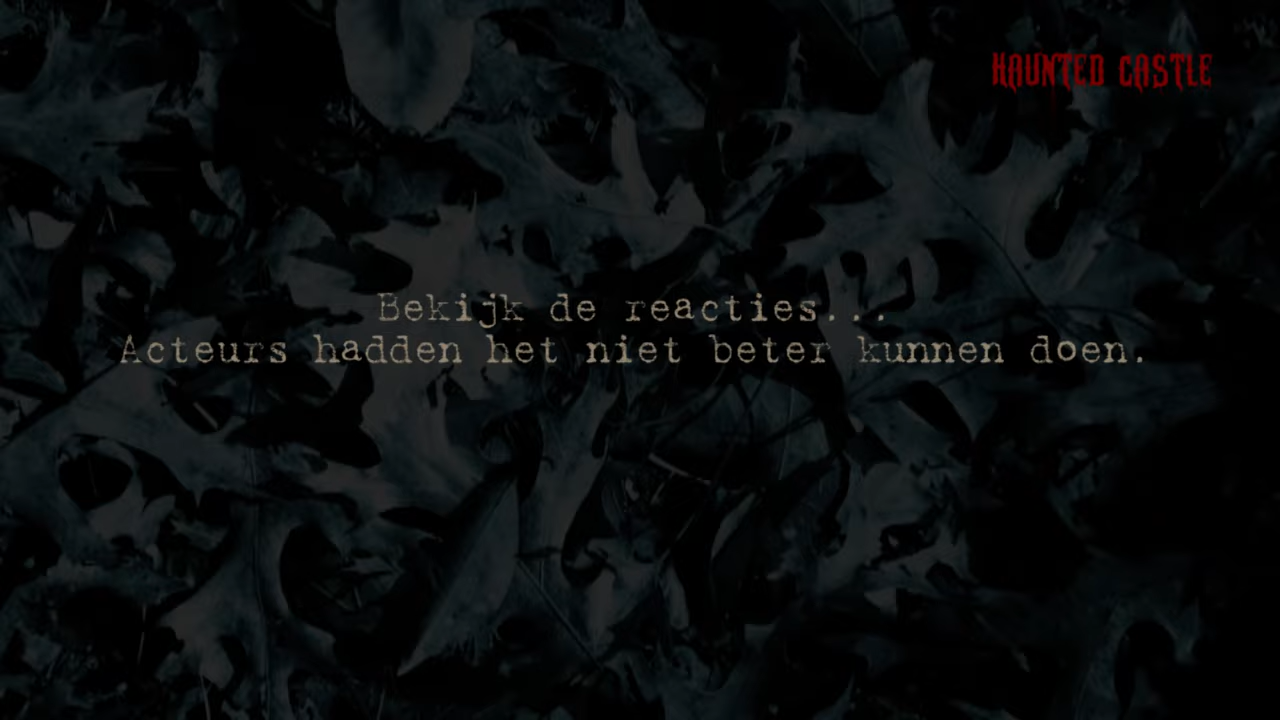 HAUNTED CASTLE
Bekijk de reacties...
Acteurs hadden het niet beter kunnen doen.